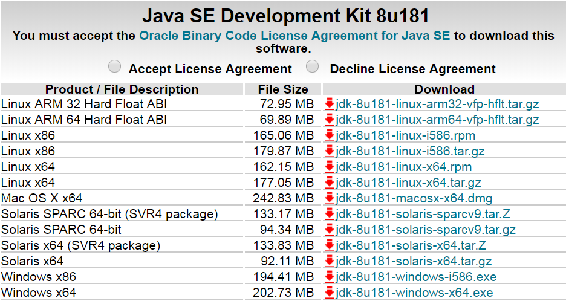 Java SE Development Kit 8u181
You must accept the Oracle Binary Code License Agreement for Java SE to download this
software.
Accept License Agreement Decline License Agreement
Product / File Description File Size Download
Linux ARM 32 Hard Float ABI 72.95 MB jdk-8u181-linux-arm32-vfp-hflt.tar.gz
Linux ARM 64 Hard Float ABI 69.89 MB jdk-8u181-linux-arm64-vfp-hflt.tar.gz
Linux x86 165.06 MB jdk-8u181-linux-i586.rpm
Linux x86 179.87 MB jdk-8u181-linux-i586.tar.gz
Linux x64 162.15 MB jdk-8u181-linux-x64.rpm
Linux x64 177.05 MB jdk-8u181-linux-x64.tar.gz
Mac OS X x64 242.83 MB jdk-8u181-macosx-x64.dmg
Solaris SPARC 64-bit (SVR4 package) 133.17 MB jdk-8u181-solaris-sparcv9.tar.Z
Solaris SPARC 64-bit 94.34 MB jdk-8u181-solaris-sparcv9.tar.gz
Solaris x64 (SVR4 package) 133.83 MB jdk-8u181-solaris-x64.tar.Z
Solaris x64 92.11 MB jdk-8u181-solaris-x64.tar.gz
Windows x86 194.41 MB jdk-8u181-windows-i586.exe
Windows x64 202.73 MB jdk-8u181-windows-x64.exe